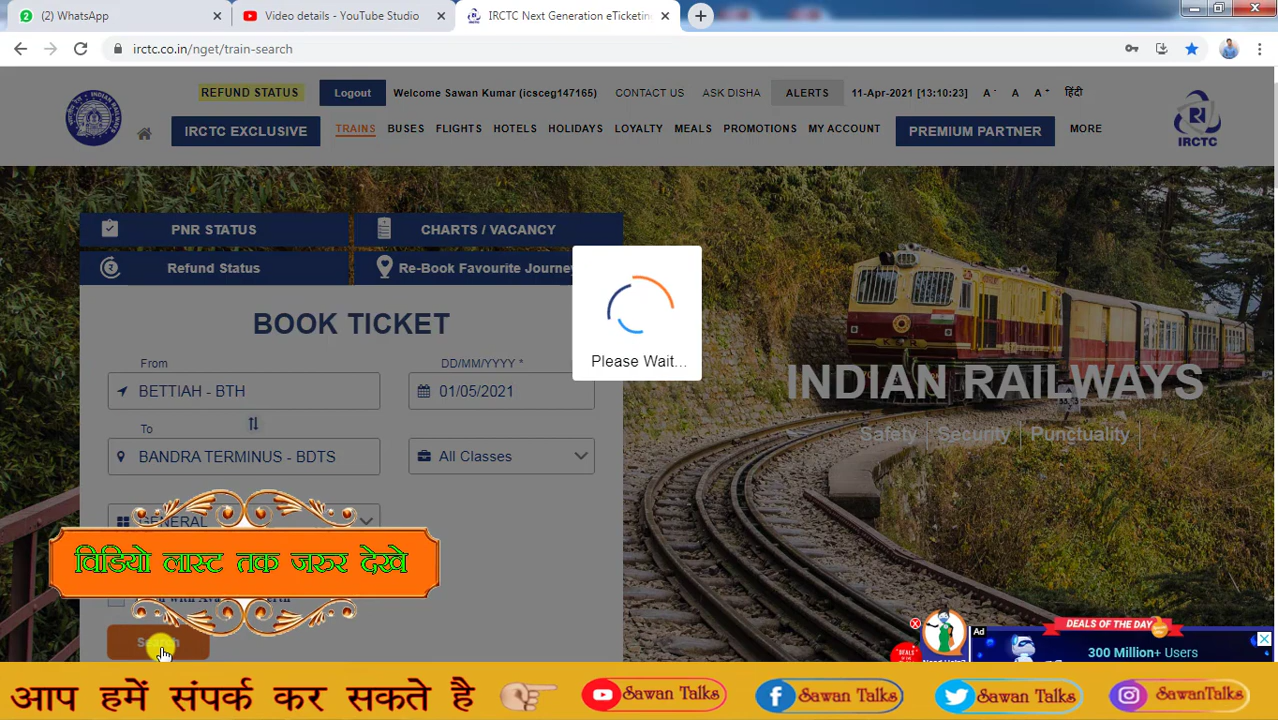 (2) WhatsApp
Video details - YouTube Studio
IRCTC Next Generation eTicketin
irctc.co.in/nget/train-search
REFUND STATUS
Logout
Welcome Sawan Kumar (icsceg147165)
CONTACT US
ASK DISHA
ALERTS
11-Apr-2021 [13:10:23]
A-
A
A+
हिंदी
IRCTC EXCLUSIVE
TRAINS
BUSES
FLIGHTS
HOTELS
HOLIDAYS
LOYALTY
MEALS
PROMOTIONS
MY ACCOUNT
PREMIUM PARTNER
MORE
IRCTC
PNR STATUS
CHARTS / VACANCY
Refund Status
Re-Book Favourite Journey
BOOK TICKET
From
DD/MM/YYYY *
BETTIAH - BTH
01/05/2021
To
BANDRA TERMINUS - BDTS
All Classes
GENERAL
Please Wait...
INDIAN RAILWAYS
Safety | Security | Punctuality
विडियो लास्ट तक जरुर देखे
Search
DEALS OF THE DAY
Ad
300 Million+ Users
आप हमें संपर्क कर सकते है
Sawan Talks
Sawan Talks
Sawan Talks
SawanTalks